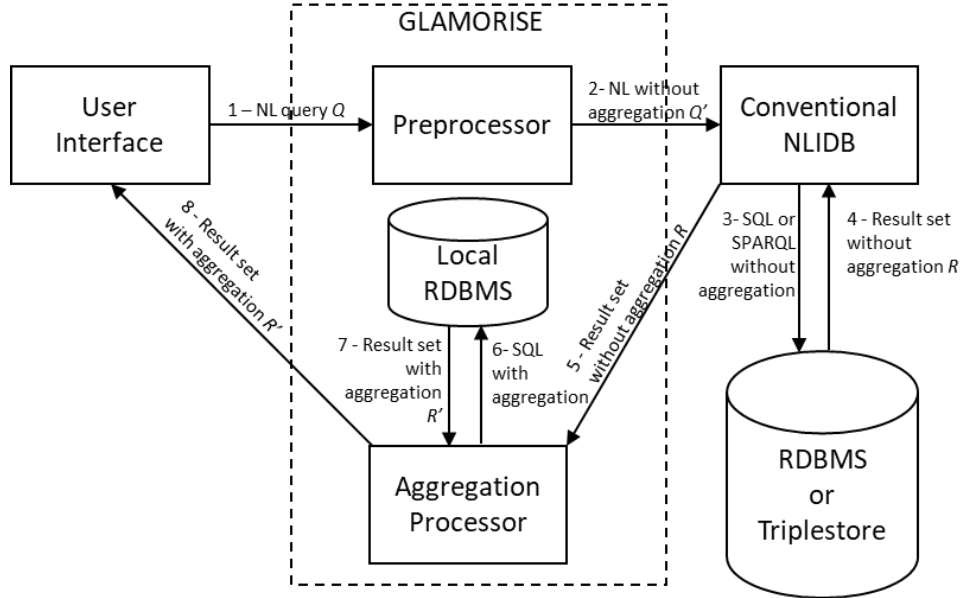 GLAMORISE
User
Interface
1 – NL query Q
Preprocessor
2- NL without
aggregation Q’
Conventional
NLIDB
3- SQL or
SPARQL
without
aggregation
4 - Result set
without
aggregation R
5 - Result set
without aggregation R
Local
RDBMS
6- SQL
with
aggregation
7 - Result set
with
aggregation
R’
8 - Result set
with aggregation R’
Aggregation
Processor
RDBMS
or
Triplestore